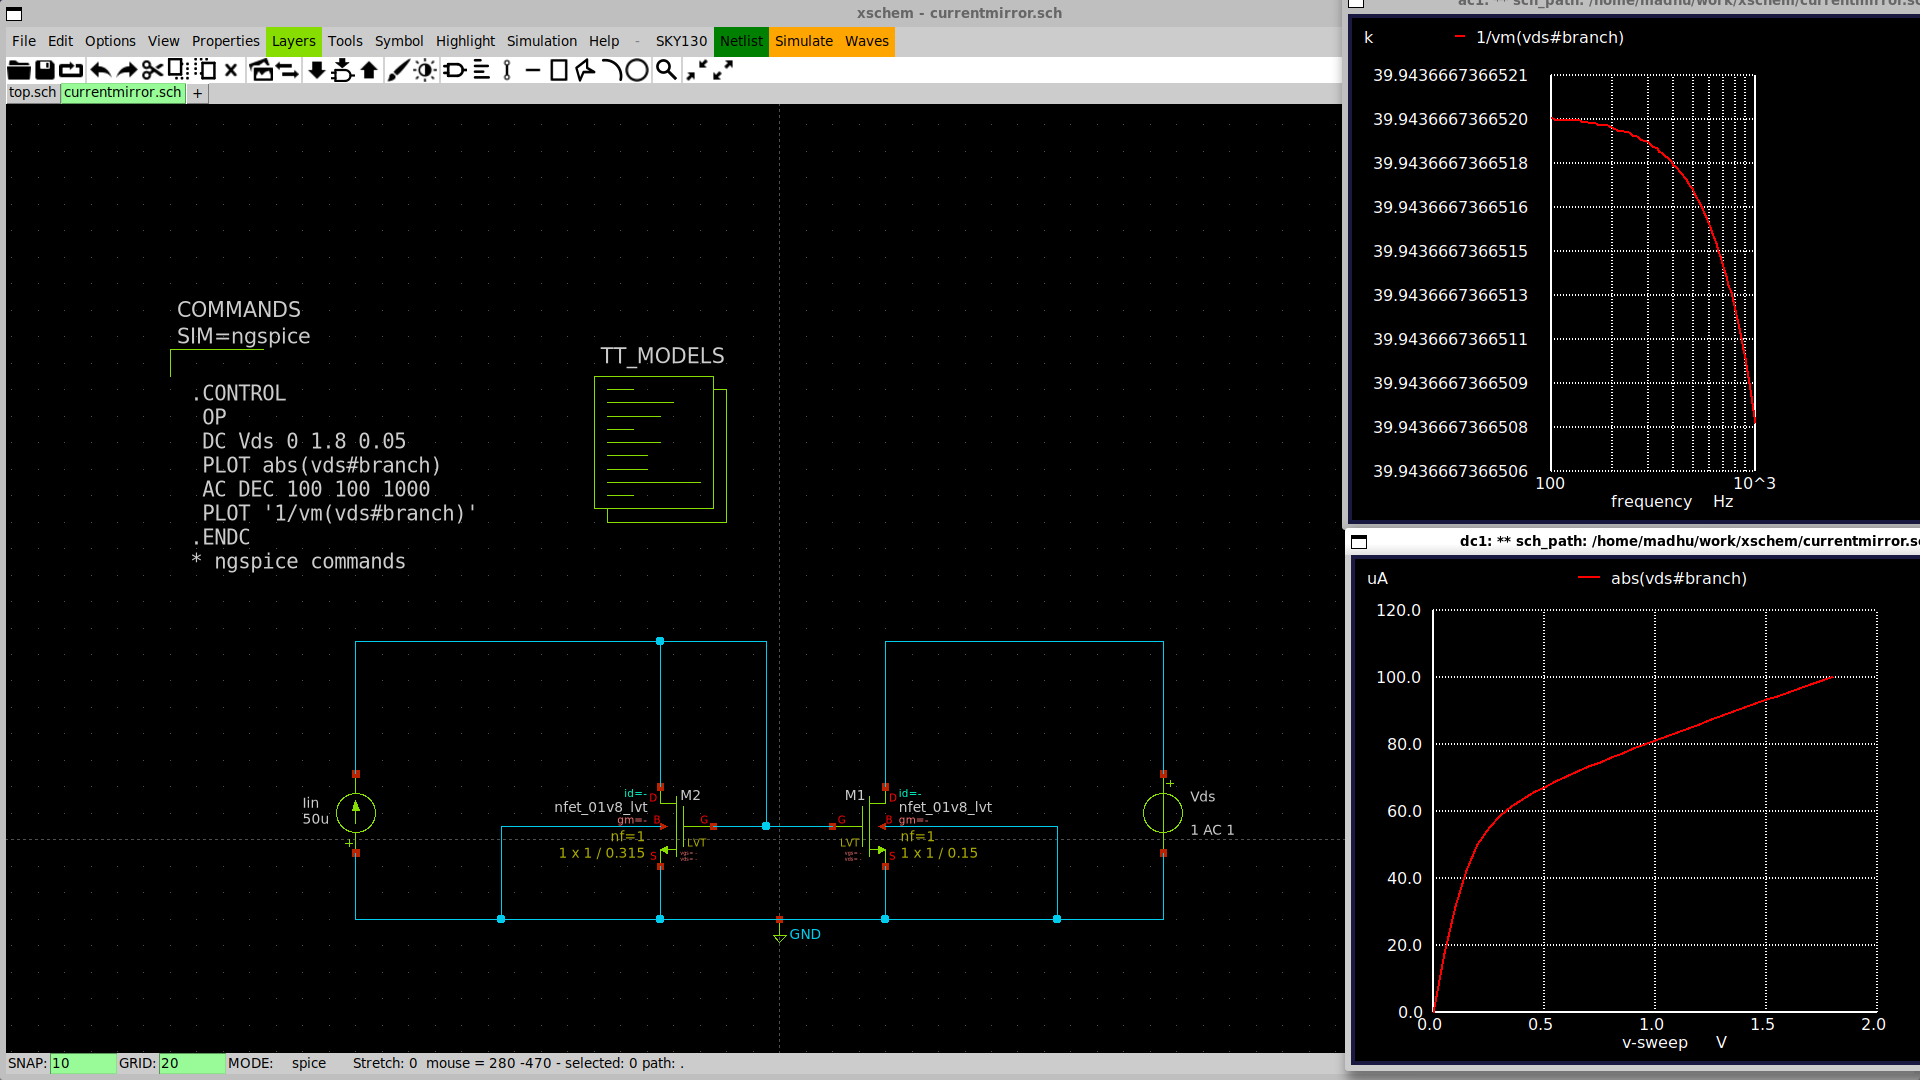 xschem - currentmirror.sch
File Edit Options View Properties Layers Tools Symbol Highlight Simulation Help - SKY130 Netlist Simulate Waves
top.sch currentmirror.sch +
COMMANDS
SIM=ngspice
.CONTROL
OP
DC Vds 0 1.8 0.05
PLOT abs(vds#branch)
AC DEC 100 100 1000
PLOT '1/vm(vds#branch)'
.ENDC
* ngspice commands
TT_MODELS
Iin
50u
+
id=-
M2
D
nfet_01v8_lvt
gm=-
B
G
nf=1
LVT
1 x 1 / 0.315
S
M1
id=-
D
nfet_01v8_lvt
G
B
gm=-
LVT
nf=1
S
1 x 1 / 0.15
+
Vds
1 AC 1
GND
SNAP: 10 GRID: 20 MODE: spice Stretch: 0 mouse = 280 -470 - selected: 0 path: .
ac1: ** sch_path: /home/madhu/work/xschem/currentmirror.sc
k
1/vm(vds#branch)
39.9436667366521
39.9436667366520
39.9436667366518
39.9436667366516
39.9436667366515
39.9436667366513
39.9436667366511
39.9436667366509
39.9436667366508
39.9436667366506
100 10^3
frequency Hz
dc1: ** sch_path: /home/madhu/work/xschem/currentmirror.sc
uA
abs(vds#branch)
120.0
100.0
80.0
60.0
40.0
20.0
0.0
0.0 0.5 1.0 1.5 2.0
v-sweep V